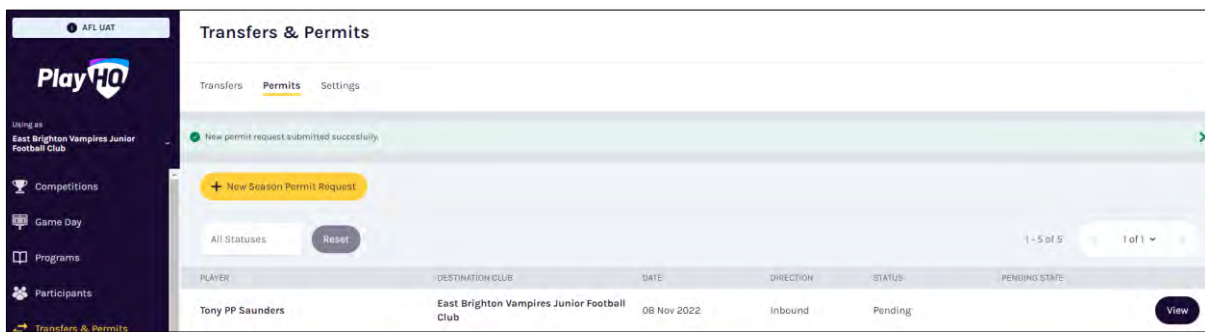 AFL UAT
PlayHQ
Using as
East Brighton Vampires Junior
Football Club
Competitions
Game Day
Programs
Participants
Transfers & Permits
Transfers & Permits
Transfers Permits Settings
New permit request submitted succesfully.
+ New Season Permit Request
All Statuses Reset 1 - 5 of 5 1 of 1
PLAYER DESTINATION CLUB DATE DIRECTION STATUS PENDING STATE
Tony PP Saunders East Brighton Vampires Junior Football
Club 08 Nov 2022 Inbound Pending View